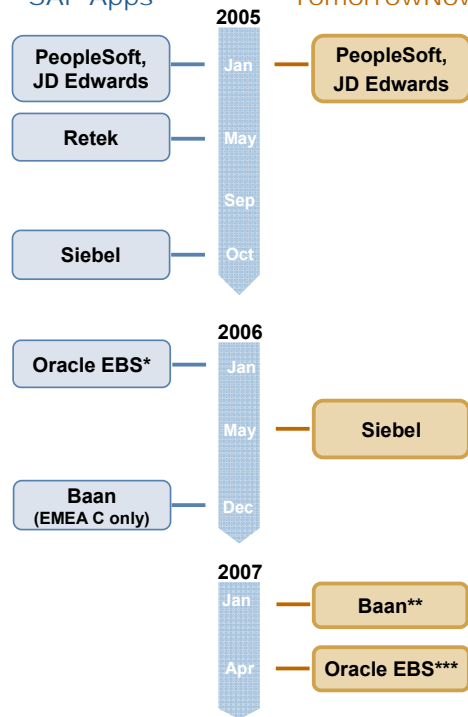 SAP Apps
TomorrowNow
2005
PeopleSoft,
JD Edwards
Jan
PeopleSoft,
JD Edwards
Retek
May
Sep
Siebel
Oct
2006
Oracle EBS*
Jan
May
Siebel
Baan
(EMEA C only)
Dec
2007
Jan
Baan**
Apr
Oracle EBS***